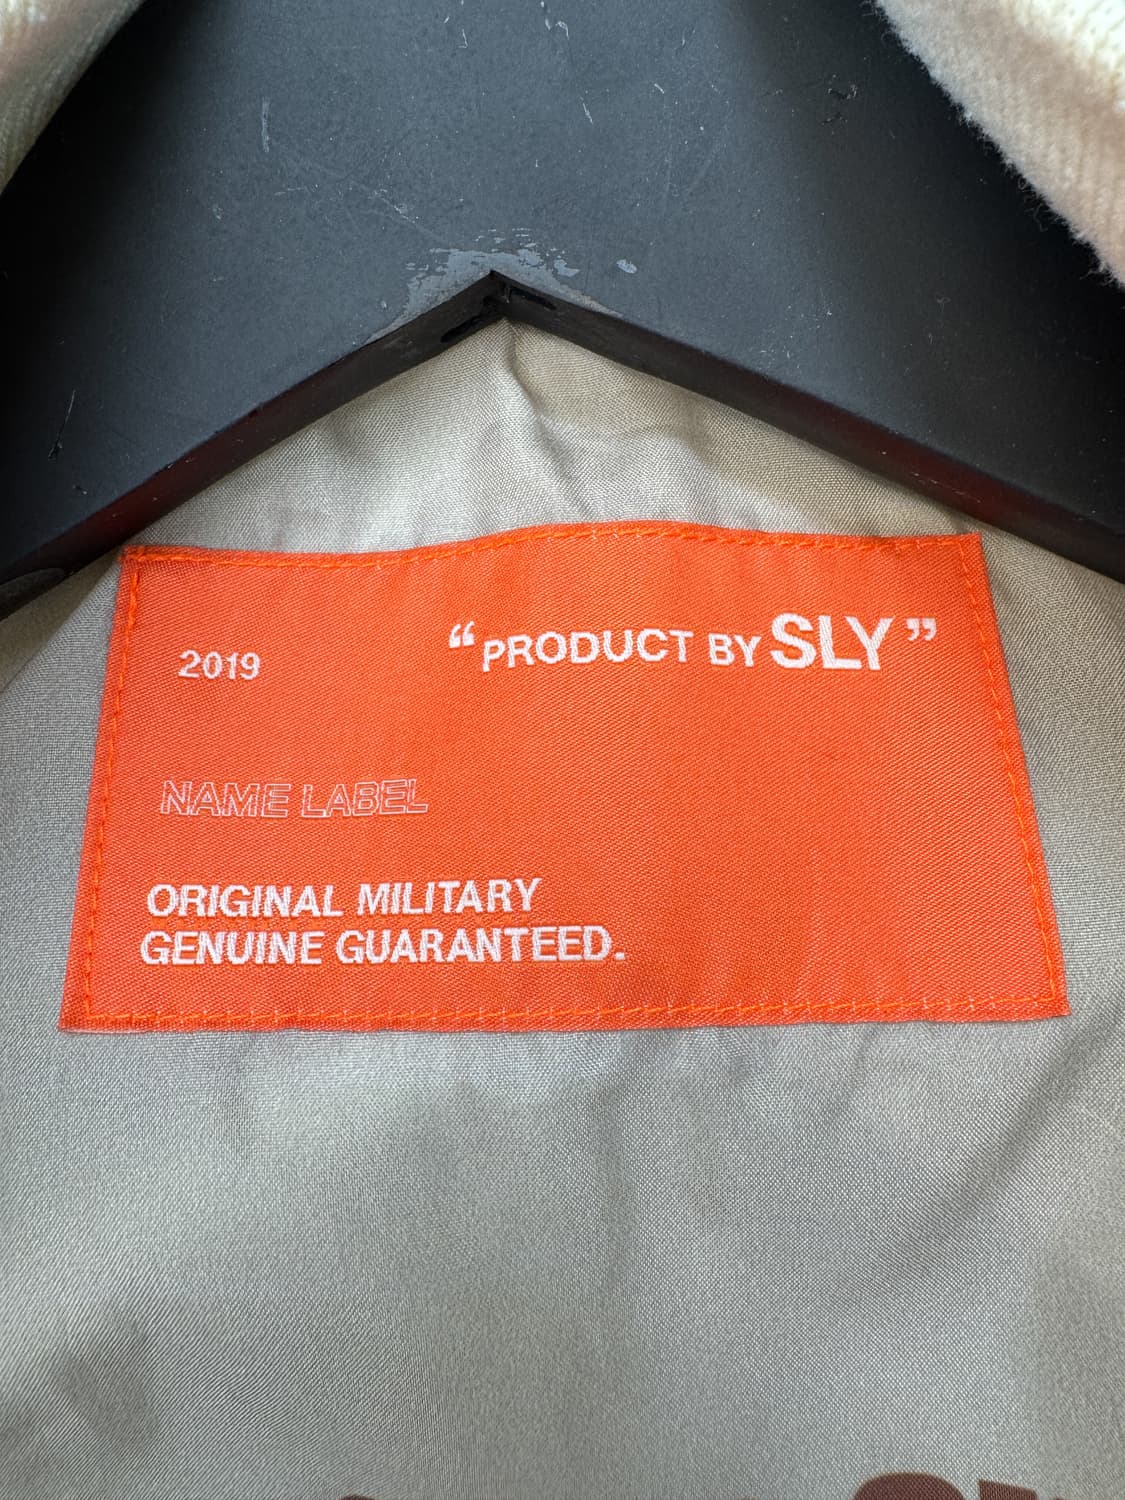 2019
“PRODUCT BY SLY”
NAME LABEL
ORIGINAL MILITARY
GENUINE GUARANTEED.